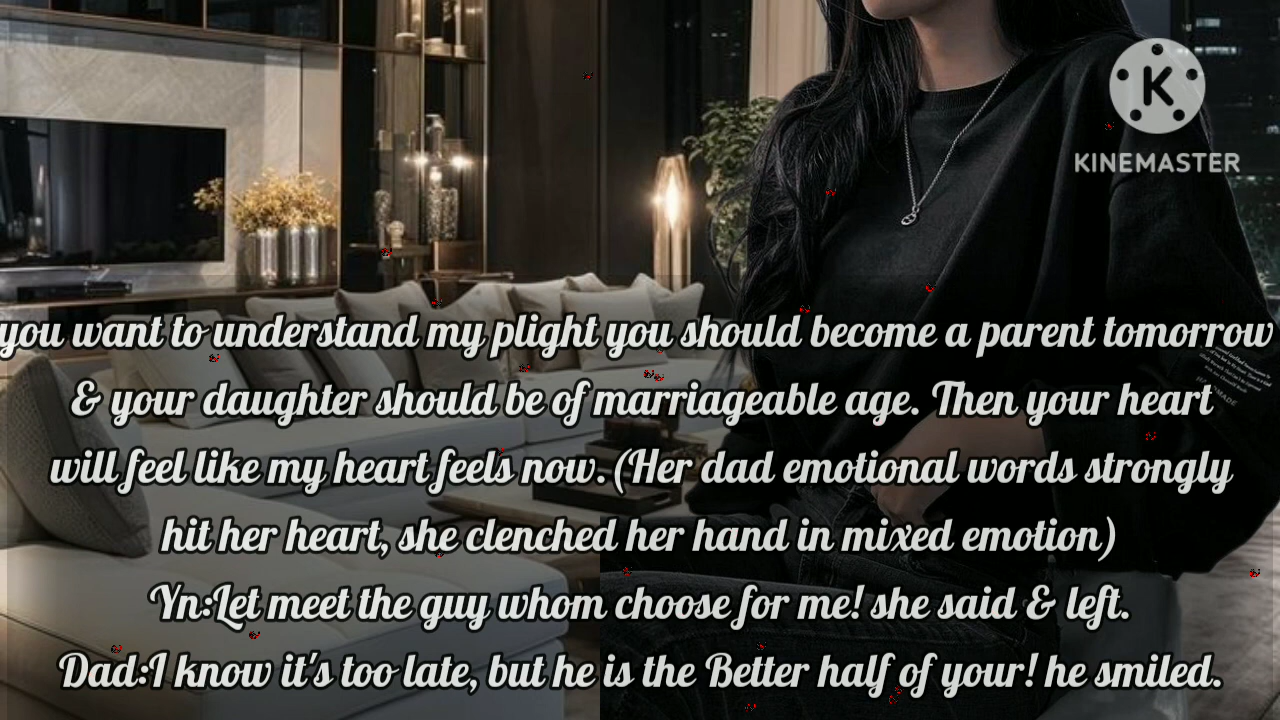 K
KINEMASTER
you want to understand my plight you should become a parent tomorrow
& your daughter should be of marriageable age. Then your heart
will feel like my heart feels now.(Her dad emotional words strongly
hit her heart, she clenched her hand in mixed emotion)
Yn:Let meet the guy whom choose for me! she said & left.
Dad:I know it's too late, but he is the Better half of your! he smiled.